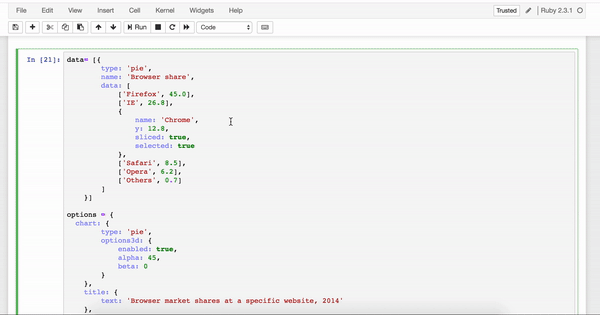 File Edit View Insert Cell Kernel Widgets Help Trusted Ruby 2.3.1
Run Code
In [21]: data= [{
type: 'pie',
name: 'Browser share',
data: [
['Firefox', 45.0],
['IE', 26.8],
{
name: 'Chrome',
y: 12.8,
sliced: true,
selected: true
},
['Safari', 8.5],
['Opera', 6.2],
['Others', 0.7]
]
}]
options = {
chart: {
type: 'pie',
options3d: {
enabled: true,
alpha: 45,
beta: 0
}
},
title: {
text: 'Browser market shares at a specific website, 2014'
},